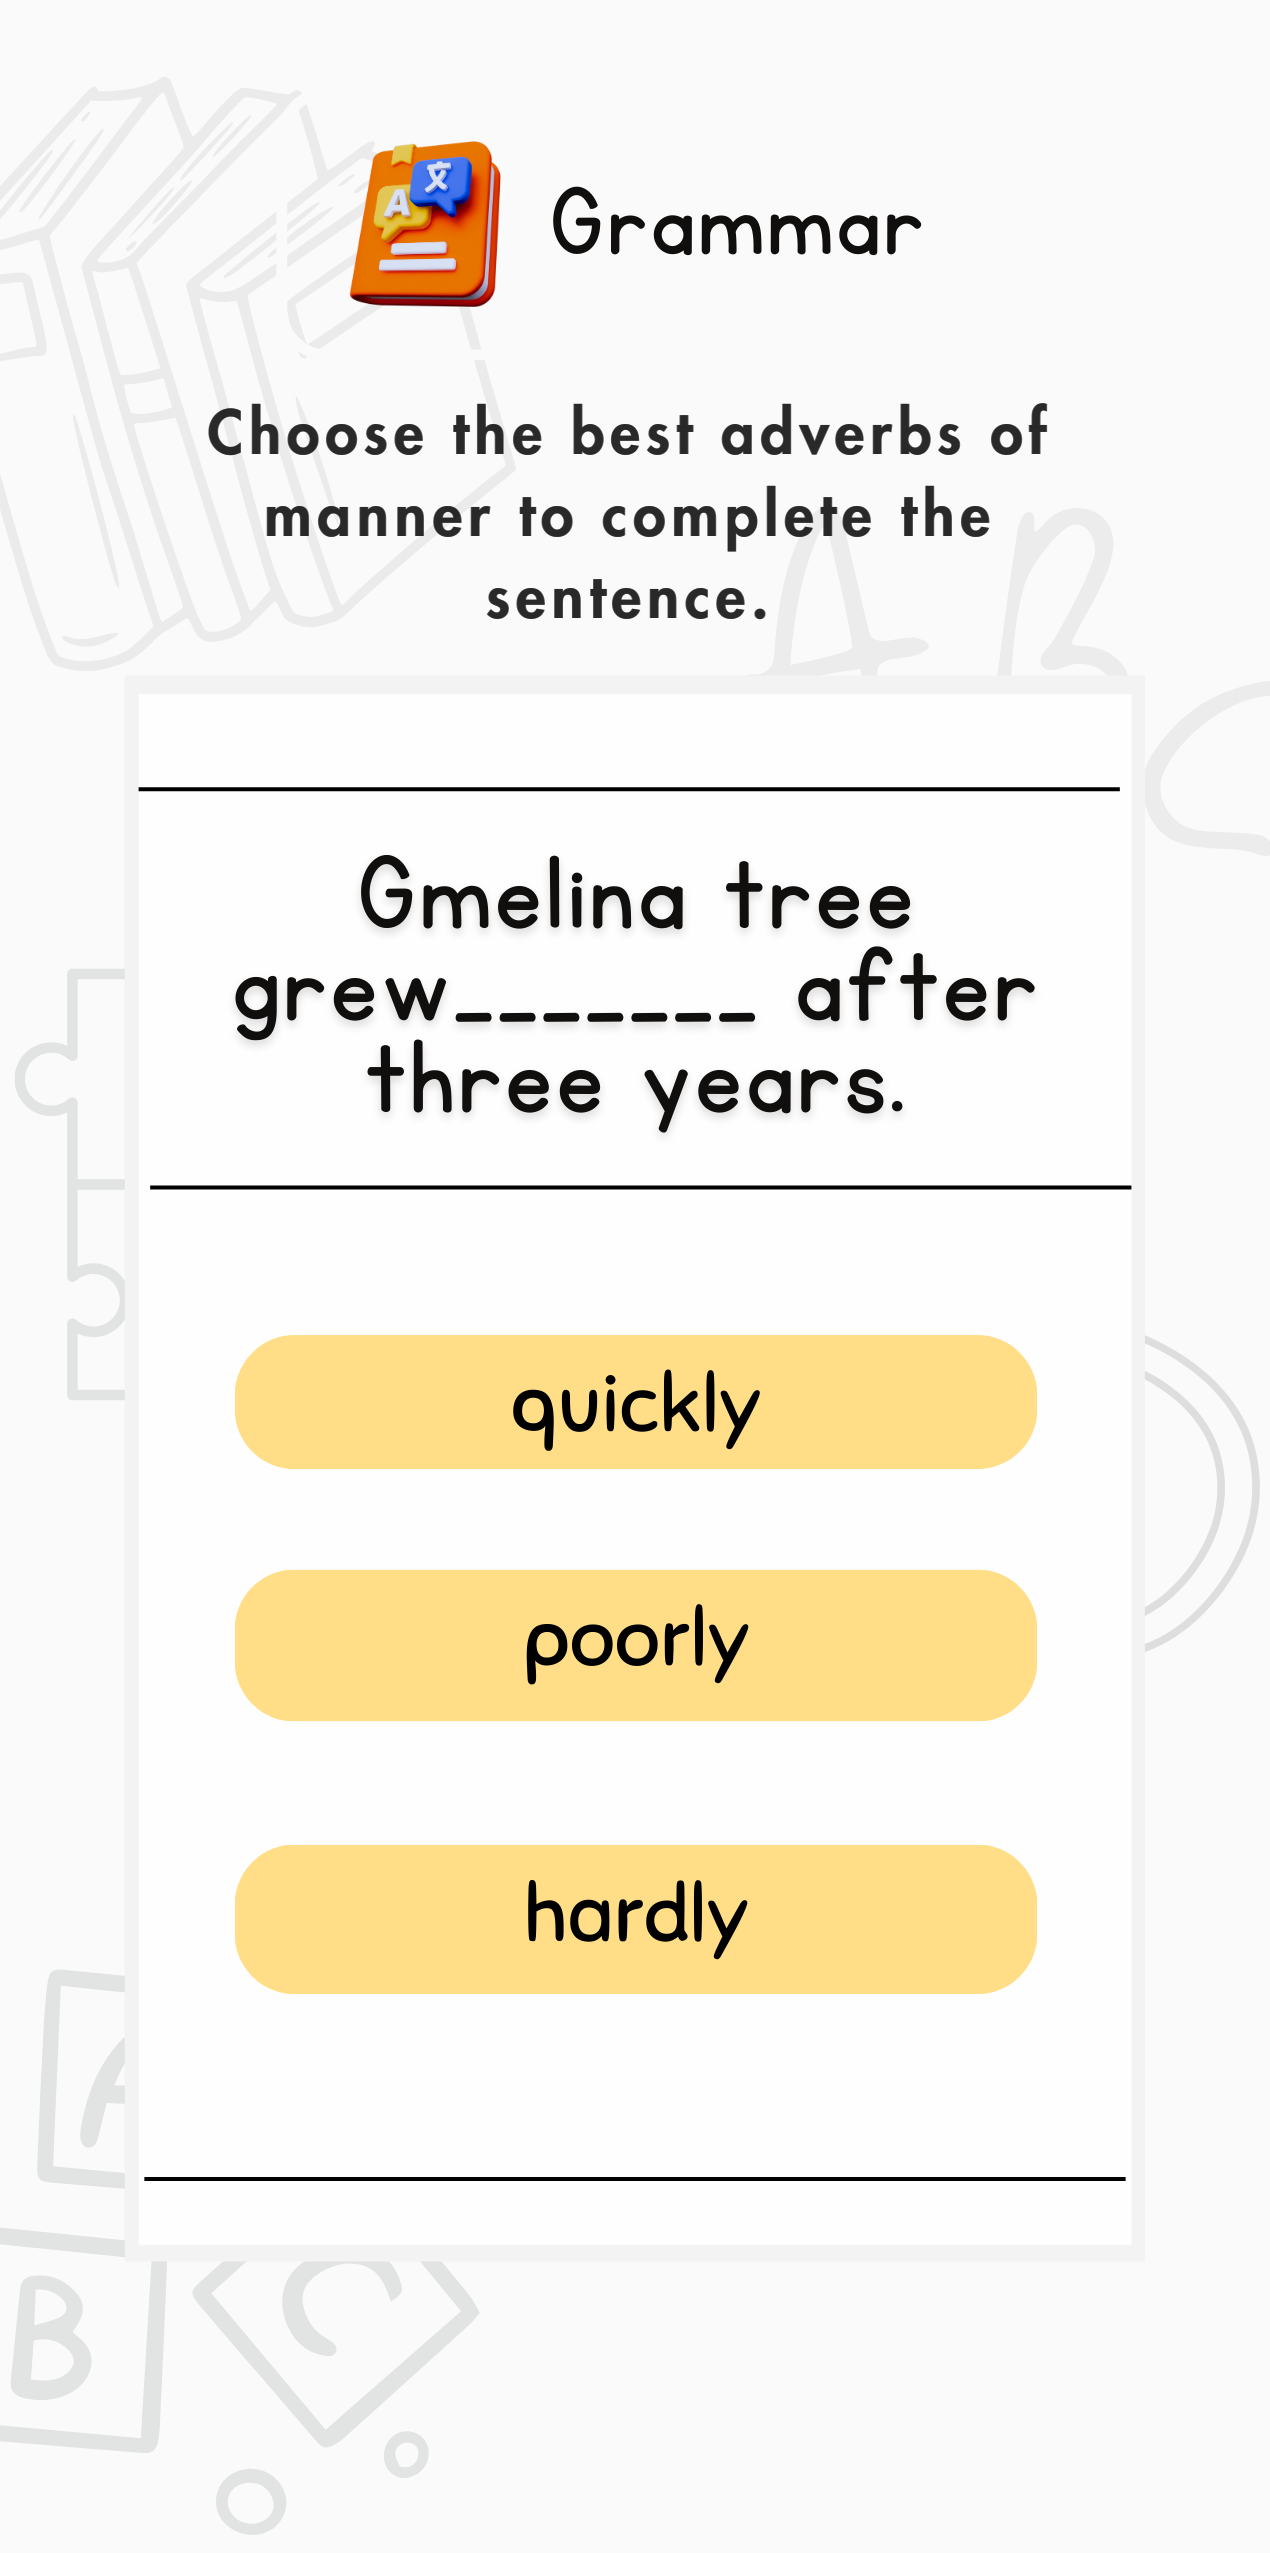 A 文
Grammar
Choose the best adverbs of
manner to complete the
sentence.
A B
Gmelina tree
grew_______ after
three years.
quickly
poorly
hardly
A
B
C